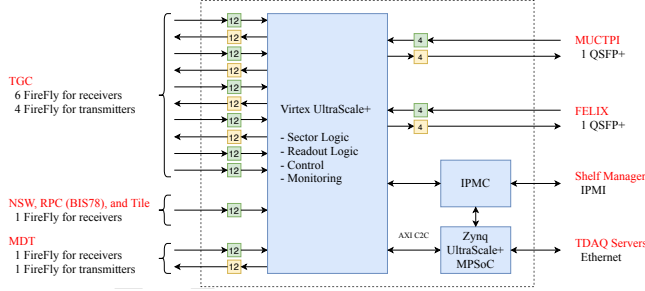 TGC
6 FireFly for receivers
4 FireFly for transmitters
NSW, RPC (BIS78), and Tile
1 FireFly for receivers
MDT
1 FireFly for receivers
1 FireFly for transmitters
12
12
12
12
12
12
12
12
12
12
12
12
12
Virtex UltraScale+
- Sector Logic
- Readout Logic
- Control
- Monitoring
4
4
4
4
IPMC
AXI C2C
Zynq
UltraScale+
MPSoC
MUCTPI
1 QSFP+
FELIX
1 QSFP+
Shelf Manager
IPMI
TDAQ Servers
Ethernet